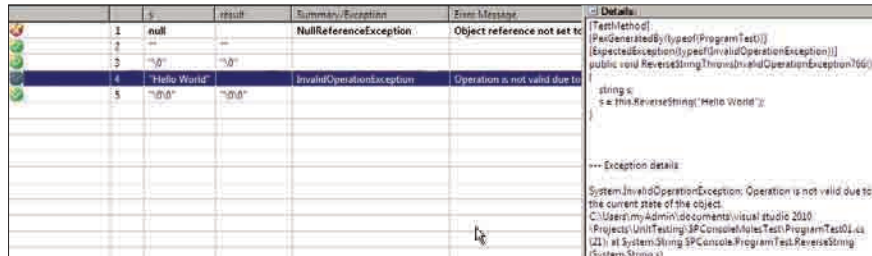 s result Summary/Exception Error Message
1 null NullReferenceException Object reference not set to
2 "" ""
3 "\0" "\0"
4 "Hello World" InvalidOperationException Operation is not valid due to
5 "\0\0" "\0\0"
Details:
[TestMethod]
[PexGeneratedBy(typeof(ProgramTest))]
[ExpectedException(typeof(InvalidOperationException))]
public void ReverseStringThrowsInvalidOperationException766()
{
string s;
s = this.ReverseString("Hello World");
}
--- Exception details
System.InvalidOperationException: Operation is not valid due to
the current state of the object.
C:\Users\myAdmin\documents\visual studio 2010
\Projects\UnitTesting\SPConsoleMolesTest\ProgramTest01.cs
(21): at System.String SPConsole.ProgramTest.ReverseString
(System.String s)